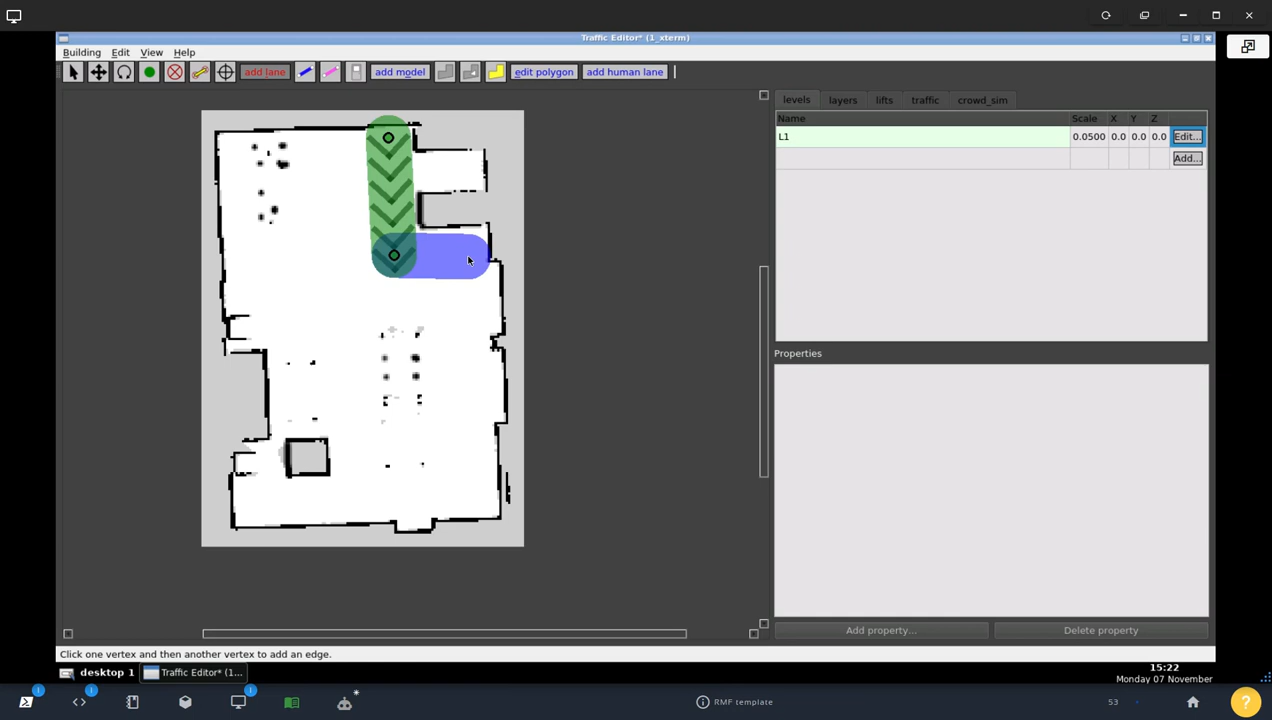 Traffic Editor* (1_xterm)
Building Edit View Help
add lane add model edit polygon add human lane
levels layers lifts traffic crowd_sim
Name Scale X Y Z
L1 0.0500 0.0 0.0 0.0 Edit...
Add...
Properties
Add property... Delete property
Click one vertex and then another vertex to add an edge.
desktop 1 Traffic Editor* (1... 15:22
Monday 07 November
! ! ! * RMF template 53 ?